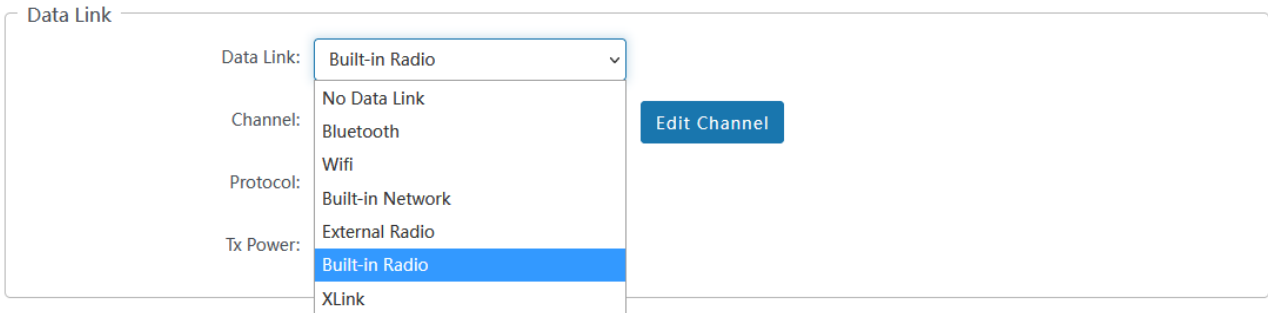 Data Link
Data Link: Built-in Radio
No Data Link
Channel: Edit Channel
Bluetooth
Wifi
Protocol:
Built-in Network
External Radio
Tx Power:
Built-in Radio
XLink